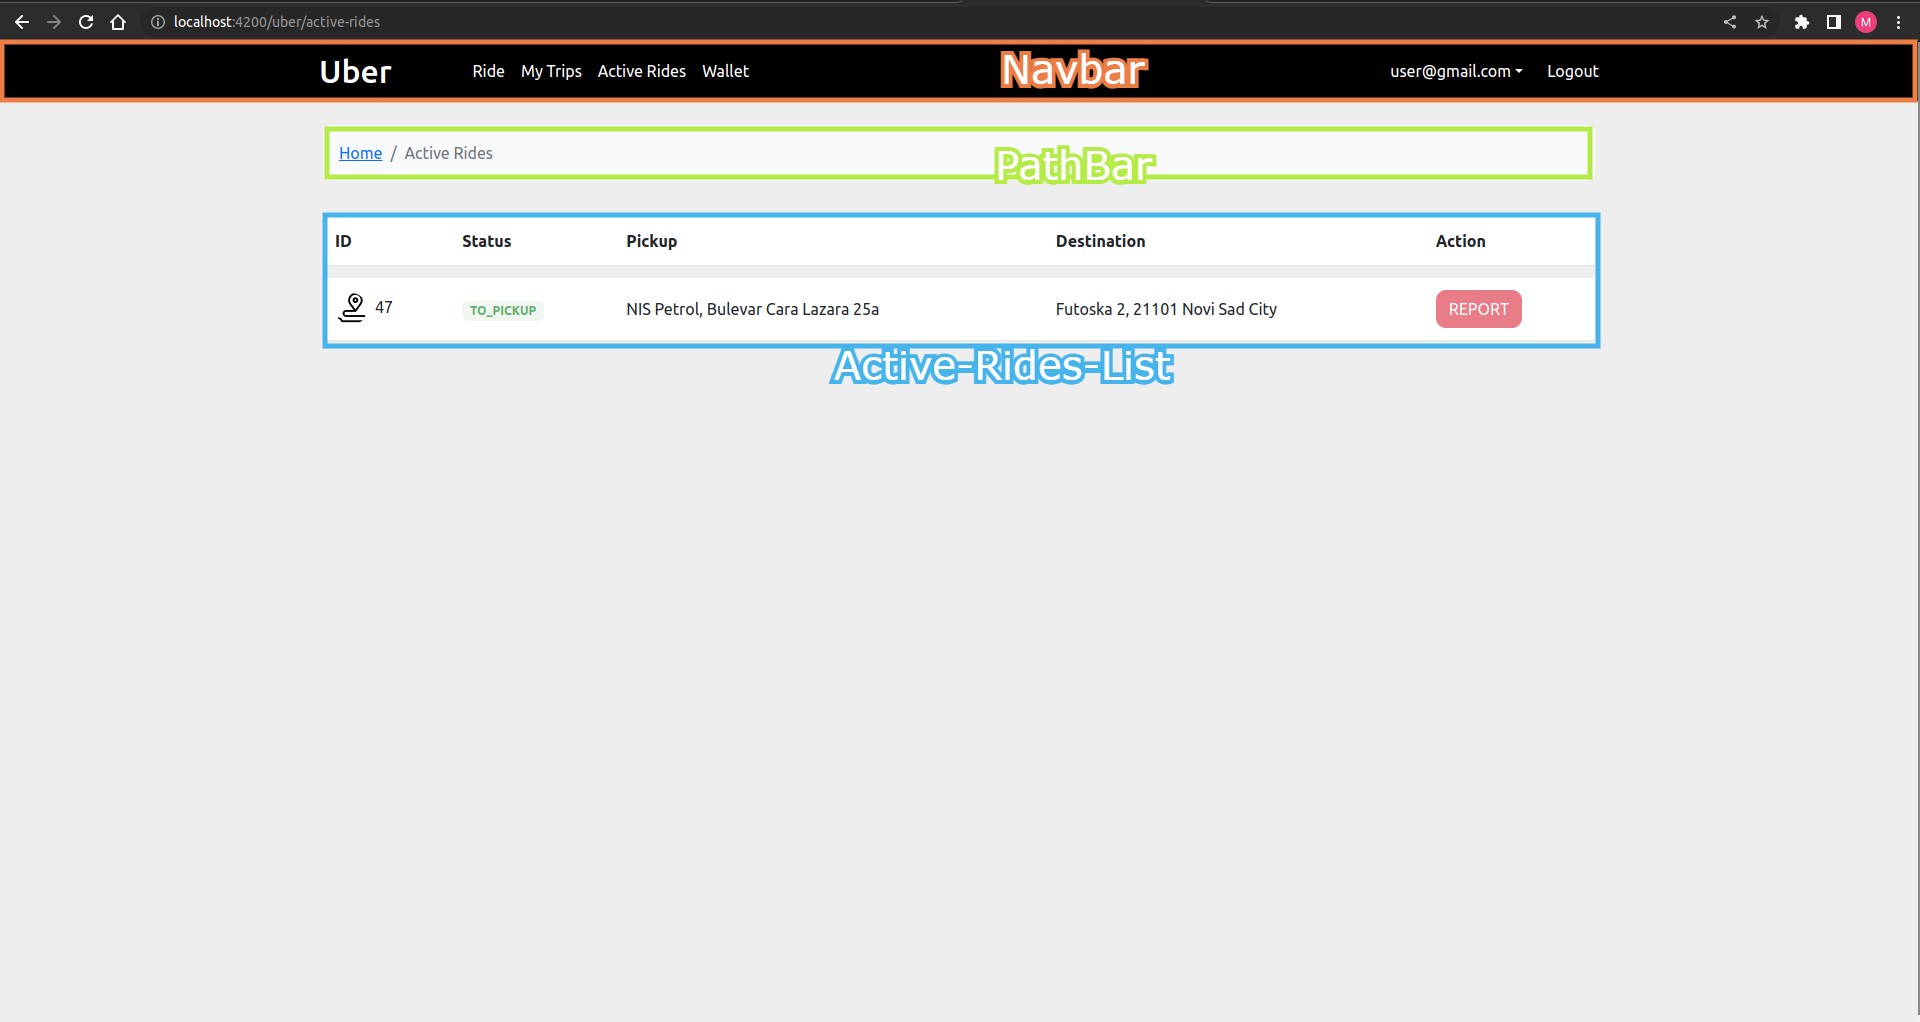 localhost:4200/uber/active-rides
M
Uber Ride My Trips Active Rides Wallet Navbar user@gmail.com Logout
Home / Active Rides
PathBar
ID Status Pickup Destination Action
47 TO_PICKUP NIS Petrol, Bulevar Cara Lazara 25a Futoska 2, 21101 Novi Sad City REPORT
Active-Rides-List